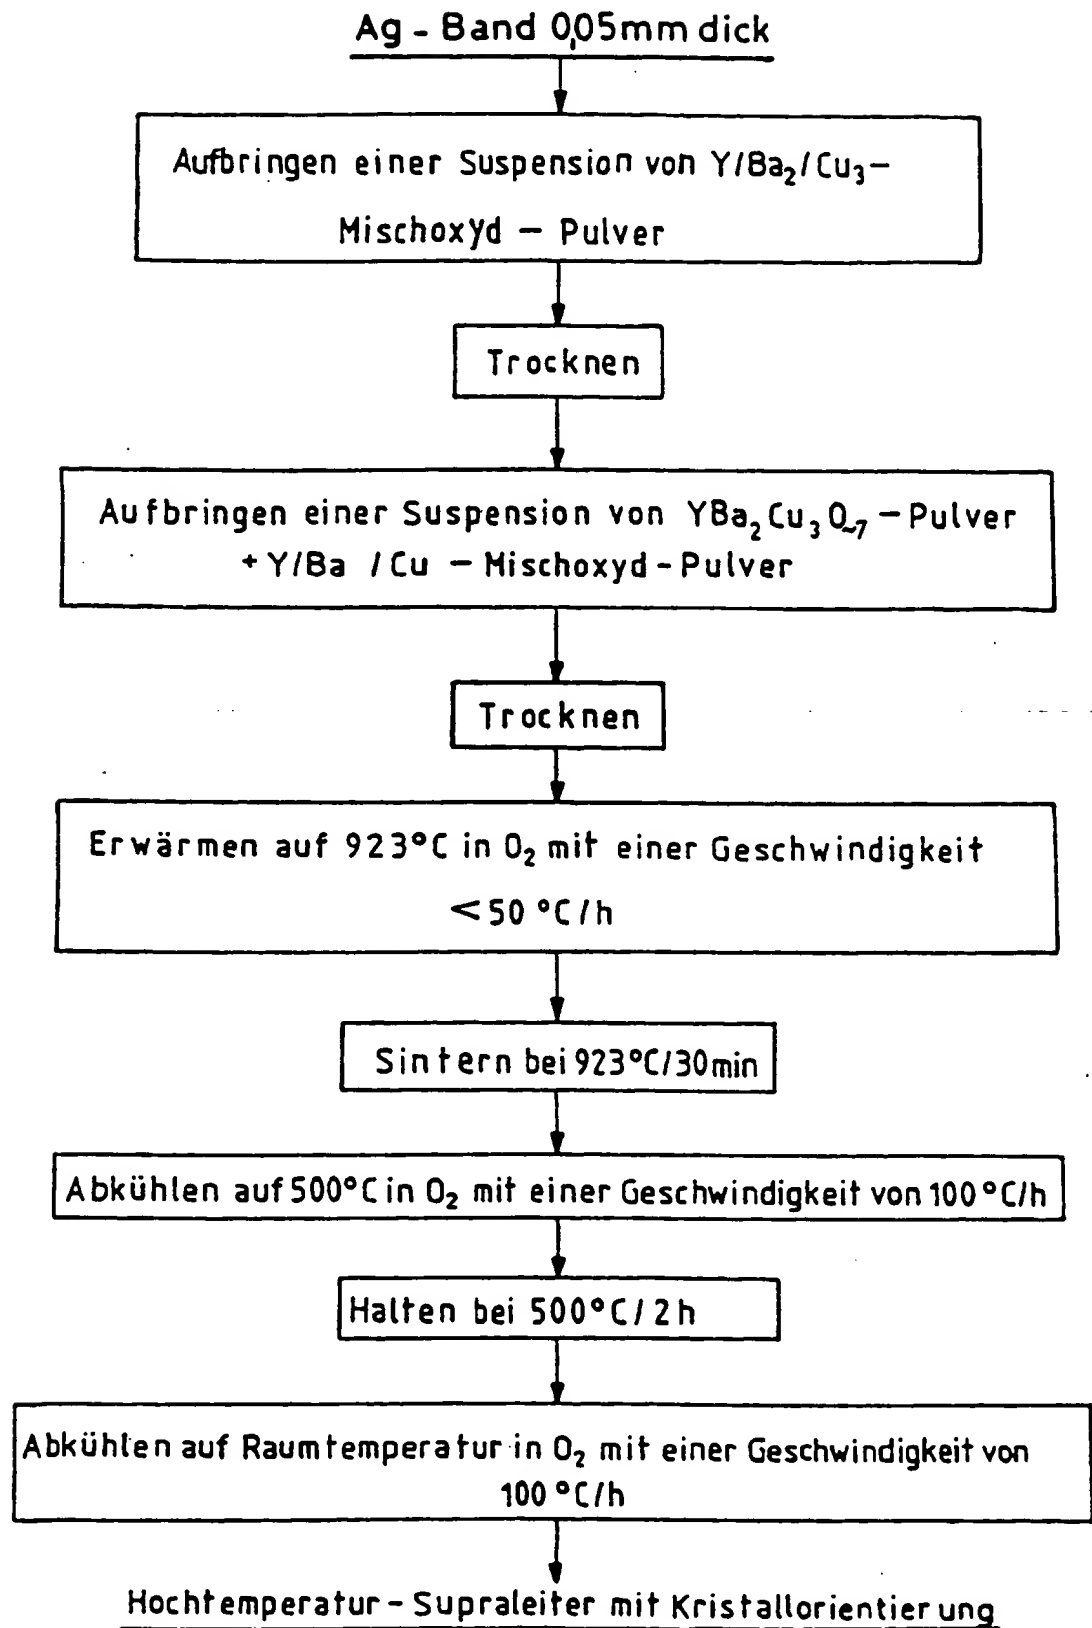 Ag - Band 0,05mm dick
Aufbringen einer Suspension von Y/Ba₂/Cu₃-
Mischoxyd - Pulver
Trocknen
Aufbringen einer Suspension von YBa₂Cu₃O~₇ - Pulver
+ Y/Ba /Cu - Mischoxyd - Pulver
Trocknen
Erwärmen auf 923°C in O₂ mit einer Geschwindigkeit
<50 °C/h
Sintern bei 923°C/30min
Abkühlen auf 500°C in O₂ mit einer Geschwindigkeit von 100°C/h
Halten bei 500°C/2h
Abkühlen auf Raumtemperatur in O₂ mit einer Geschwindigkeit von
100 °C/h
Hochtemperatur - Supraleiter mit Kristallorientierung